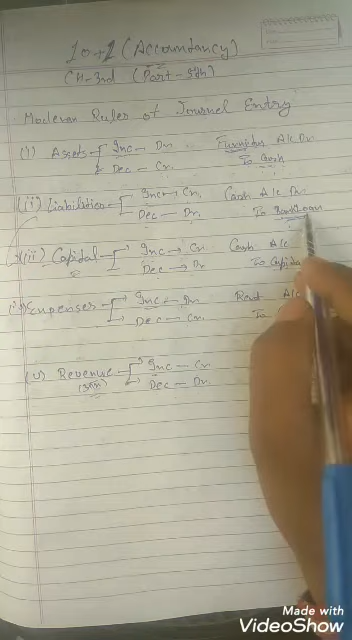 10+1 (Accountancy)
CH-3rd (Part-5th)
Modern Rules of Journal Entry
(i) Assets Inc - Dr. Furniture A/c Dr
Dec - Cr. To Cash
(ii) Liabilities Inc - Cr. Cash A/c Dr
Dec - Dr. To Bank Loan
(iii) Capital Inc → Cr. Cash A/c
Dec → Dr To Capital
Expenses Inc - Dr Rent A/c
Dec - Cr. To
(v) Revenue Inc - Cr
Dec - Dr.
Made with
VideoShow